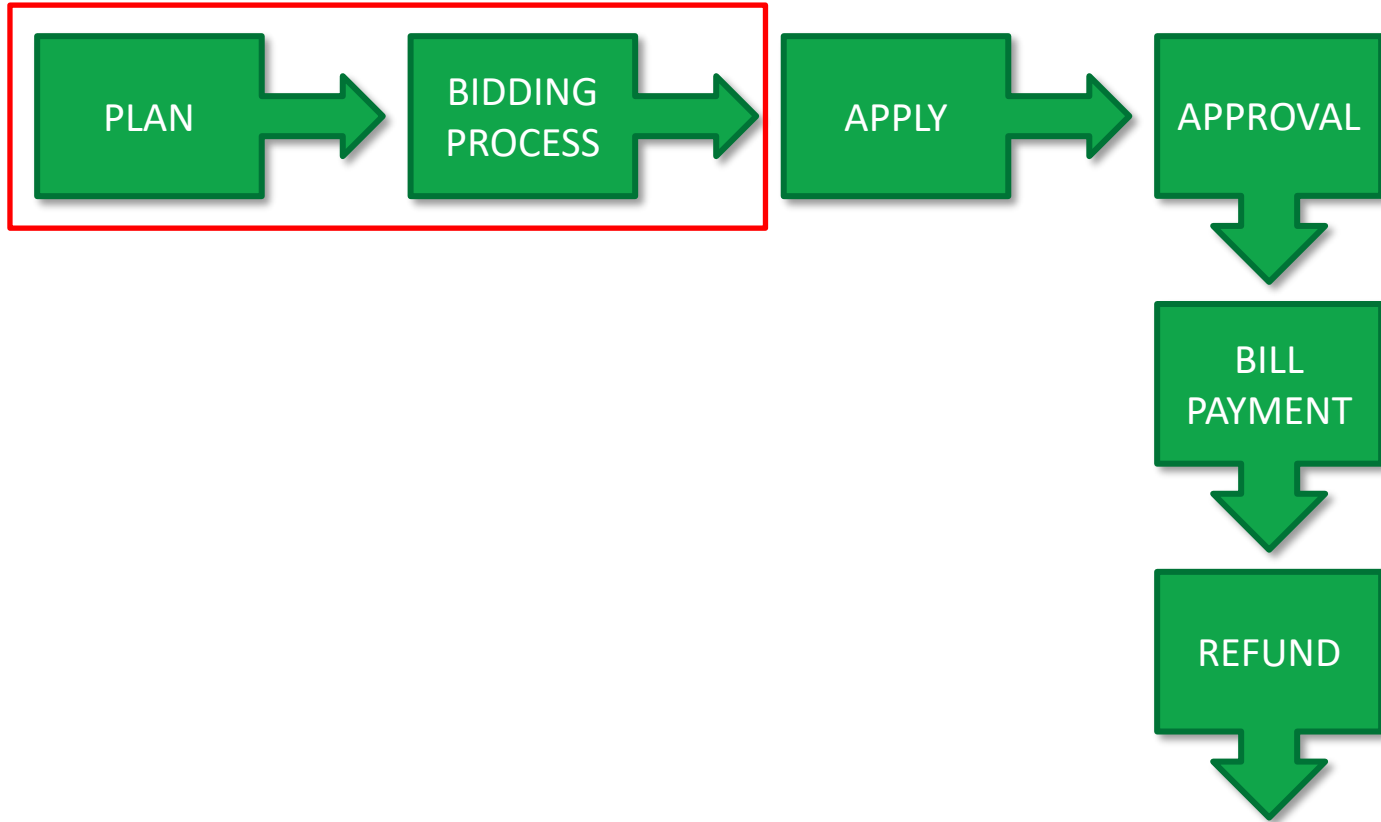 PLAN
BIDDING
PROCESS
APPLY
APPROVAL
BILL
PAYMENT
REFUND